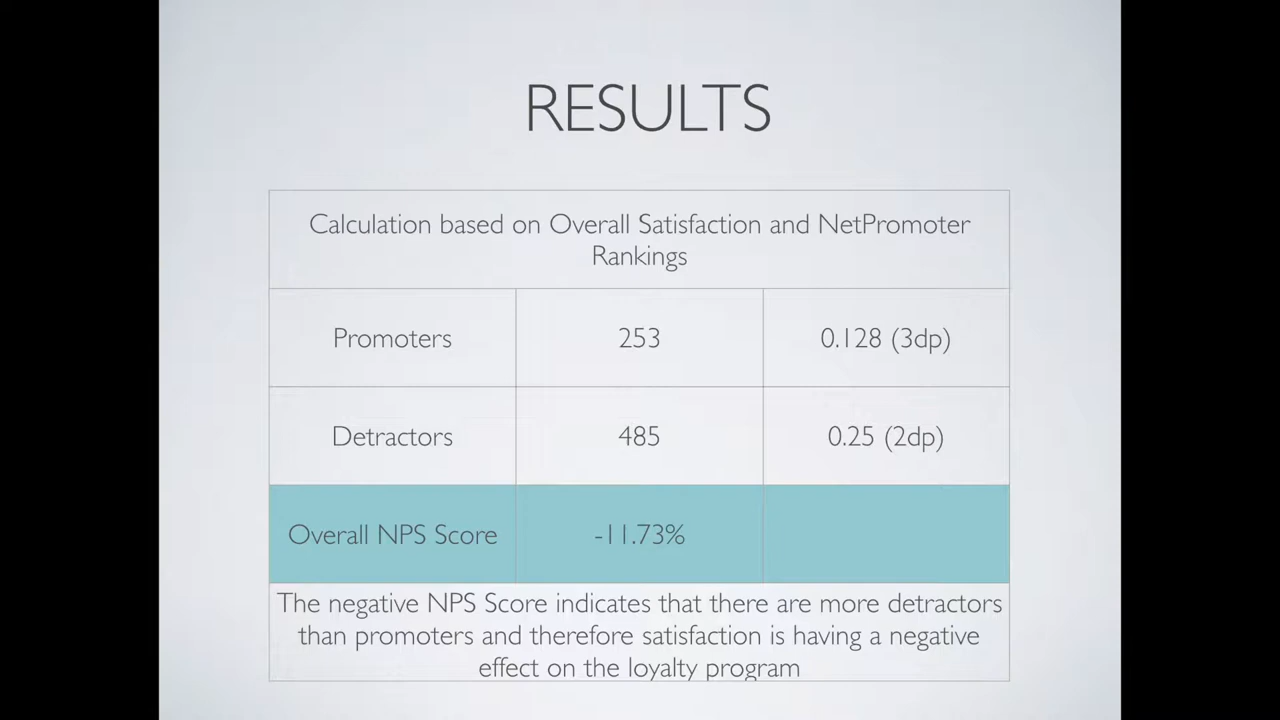 RESULTS
Calculation based on Overall Satisfaction and NetPromoter
Rankings
Promoters 253 0.128 (3dp)
Detractors 485 0.25 (2dp)
Overall NPS Score -11.73%
The negative NPS Score indicates that there are more detractors
than promoters and therefore satisfaction is having a negative
effect on the loyalty program